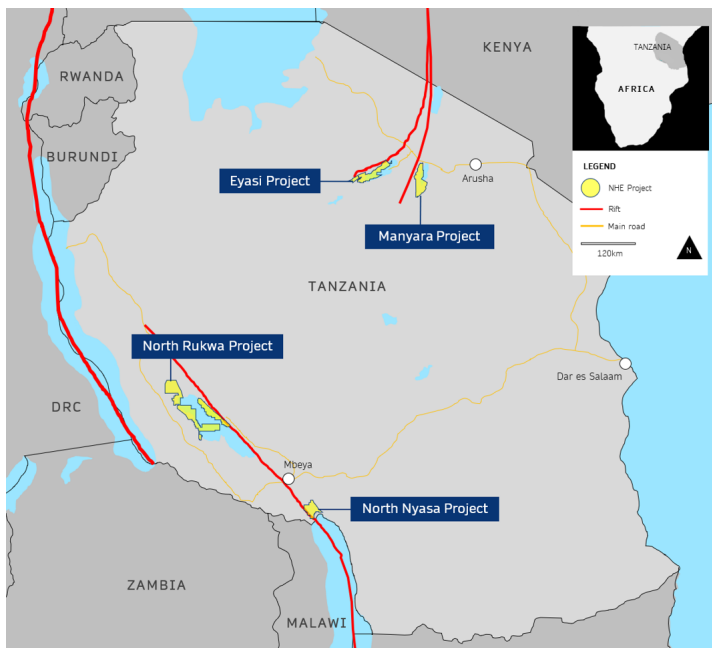 KENYA
RWANDA
BURUNDI
Eyasi Project
Arusha
Manyara Project
TANZANIA
North Rukwa Project
Dar es Salaam
DRC
Mbeya
North Nyasa Project
ZAMBIA
MALAWI
TANZANIA
AFRICA
LEGEND
NHE Project
Rift
Main road
120km
N